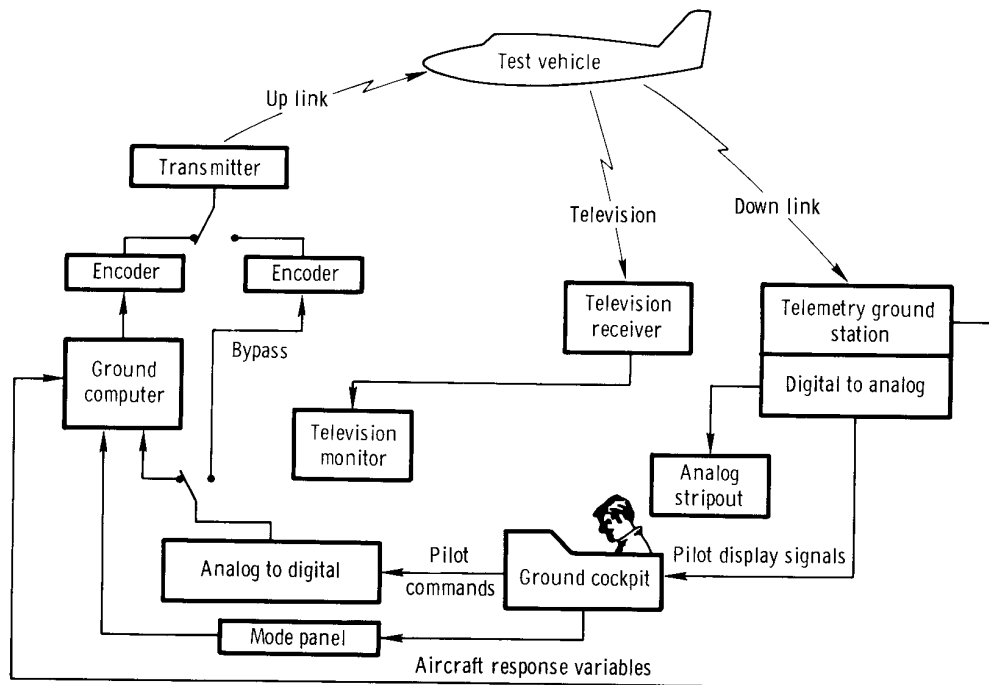 Test vehicle
Up link
Transmitter
Television
Down link
Encoder
Encoder
Television
receiver
Telemetry ground
station
Bypass
Ground
computer
Digital to analog
Television
monitor
Analog
stripout
Analog to digital
Pilot
commands
Ground cockpit
Pilot display signals
Mode panel
Aircraft response variables